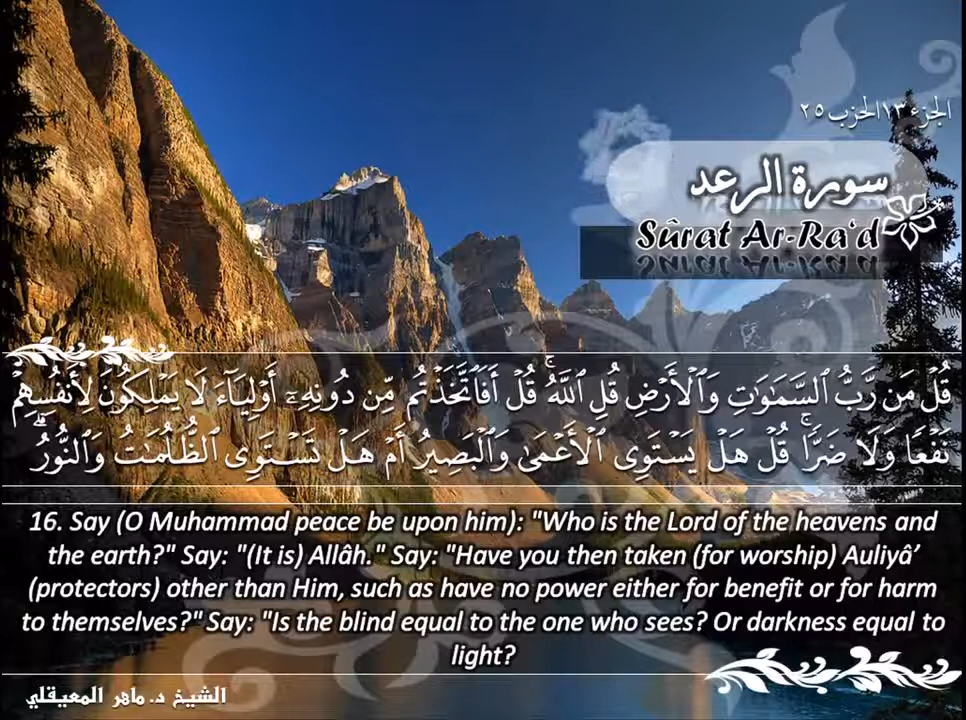 الجزء ١٣ الحزب ٢٥
سورة الرعد
Sûrat Ar-Ra‘d
قُلْ مَن رَّبُّ ٱلسَّمَٰوَٰتِ وَٱلْأَرْضِ قُلِ ٱللَّهُ ۚ قُلْ أَفَٱتَّخَذْتُم مِّن دُونِهِۦٓ أَوْلِيَآءَ لَا يَمْلِكُونَ لِأَنفُسِهِمْ
نَفْعًا وَلَا ضَرًّا ۚ قُلْ هَلْ يَسْتَوِى ٱلْأَعْمَىٰ وَٱلْبَصِيرُ أَمْ هَلْ تَسْتَوِى ٱلظُّلُمَٰتُ وَٱلنُّورُ ۗ
16. Say (O Muhammad peace be upon him): "Who is the Lord of the heavens and
the earth?" Say: "(It is) Allâh." Say: "Have you then taken (for worship) Auliyâ’
(protectors) other than Him, such as have no power either for benefit or for harm
to themselves?" Say: "Is the blind equal to the one who sees? Or darkness equal to
light?
الشيخ د. ماهر المعيقلي